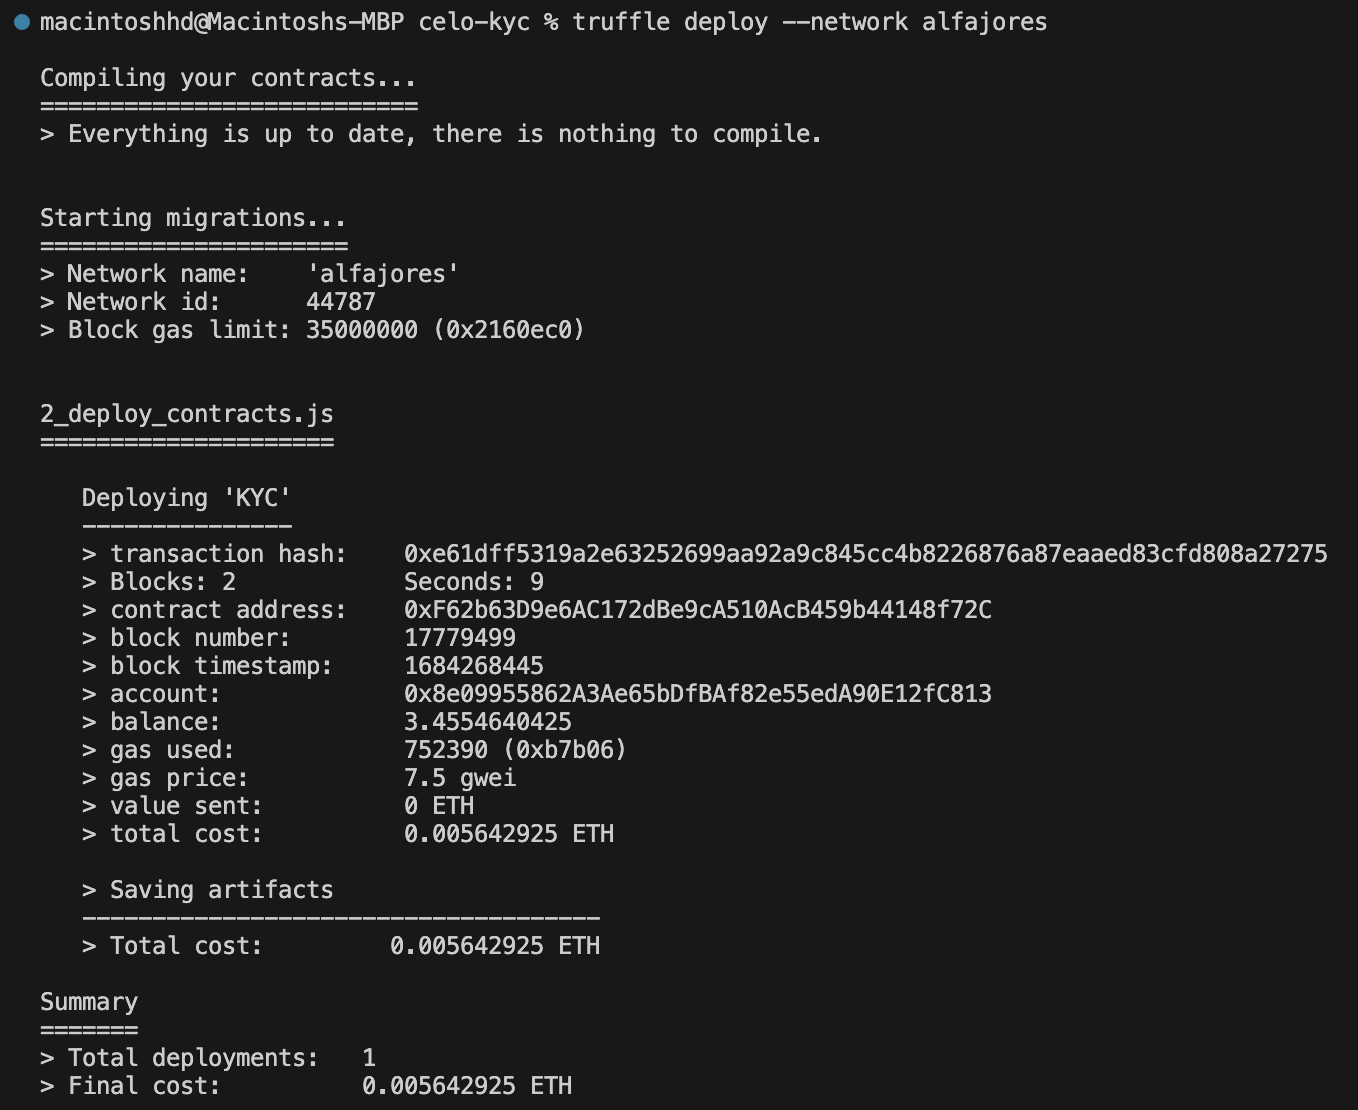 macintoshhd@Macintoshs-MBP celo-kyc % truffle deploy --network alfajores
Compiling your contracts...
===========================
> Everything is up to date, there is nothing to compile.
Starting migrations...
======================
> Network name:    'alfajores'
> Network id:      44787
> Block gas limit: 35000000 (0x2160ec0)
2_deploy_contracts.js
=====================
Deploying 'KYC'
---------------
> transaction hash:    0xe61dff5319a2e63252699aa92a9c845cc4b8226876a87eaaed83cfd808a27275
> Blocks: 2            Seconds: 9
> contract address:    0xF62b63D9e6AC172dBe9cA510AcB459b44148f72C
> block number:        17779499
> block timestamp:     1684268445
> account:             0x8e09955862A3Ae65bDfBAf82e55edA90E12fC813
> balance:             3.4554640425
> gas used:            752390 (0xb7b06)
> gas price:           7.5 gwei
> value sent:          0 ETH
> total cost:          0.005642925 ETH
> Saving artifacts
-------------------------------------
> Total cost:         0.005642925 ETH
Summary
=======
> Total deployments:   1
> Final cost:          0.005642925 ETH